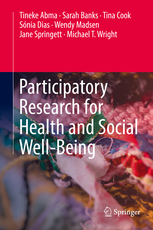 Tineke Abma · Sarah Banks · Tina Cook
Sónia Dias · Wendy Madsen
Jane Springett · Michael T. Wright
Participatory
Research for
Health and Social
Well-Being
Springer